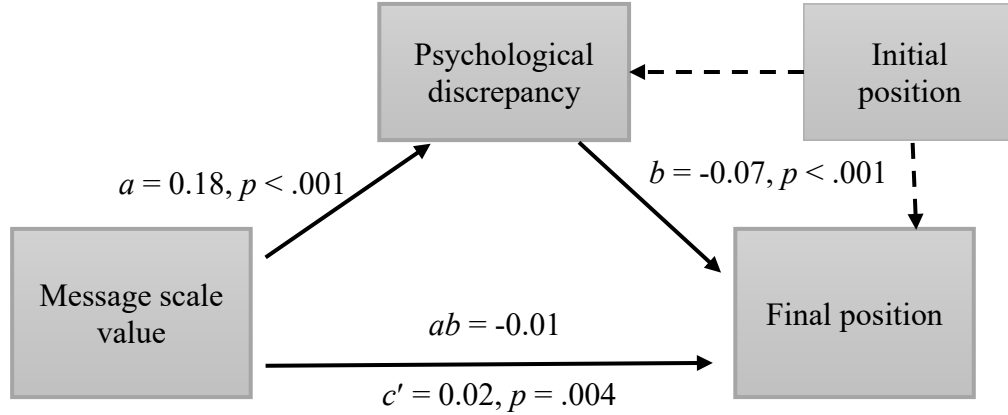 Psychological
discrepancy
Initial
position
a = 0.18, p < .001
b = -0.07, p < .001
Message scale
value
ab = -0.01
c′ = 0.02, p = .004
Final position